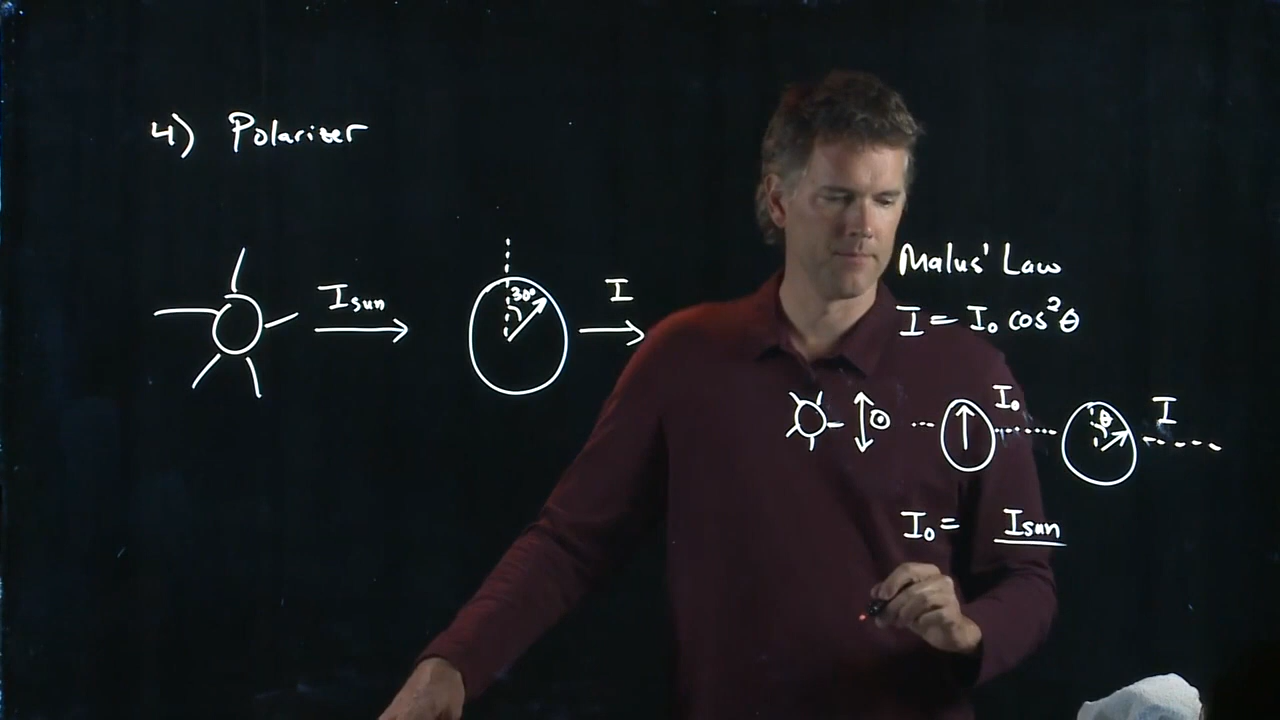 4) Polarizer
Isun
30°
I
Malus' Law
I = I₀ cos²θ
I₀
θ
I
I₀ = Isun